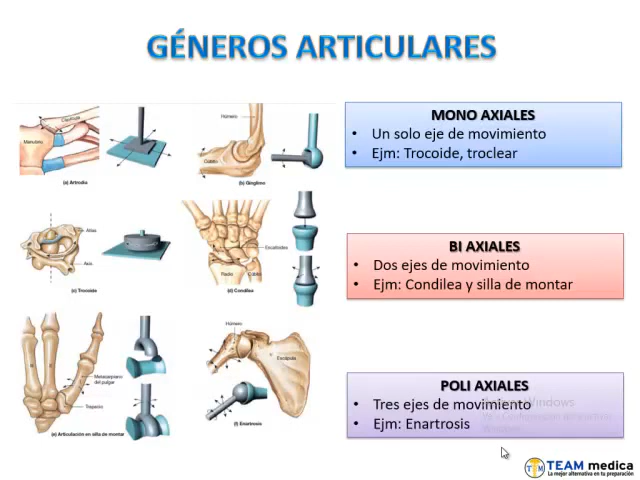 GÉNEROS ARTICULARES
Clavícula
Manubrio
(a) Artrodia
Húmero
Cúbito
(b) Gínglimo
MONO AXIALES
• Un solo eje de movimiento
• Ejm: Trocoide, troclear
Atlas
Axis
(c) Trocoide
Escafoides
Radio
Cúbito
(d) Condílea
BI AXIALES
• Dos ejes de movimiento
• Ejm: Condilea y silla de montar
Metacarpiano
del pulgar
Trapecio
(e) Articulación en silla de montar
Húmero
Escápula
(f) Enartrosis
POLI AXIALES
• Tres ejes de movimiento
• Ejm: Enartrosis
Windows
TM
TEAM medica
La mejor alternativa en tu preparación